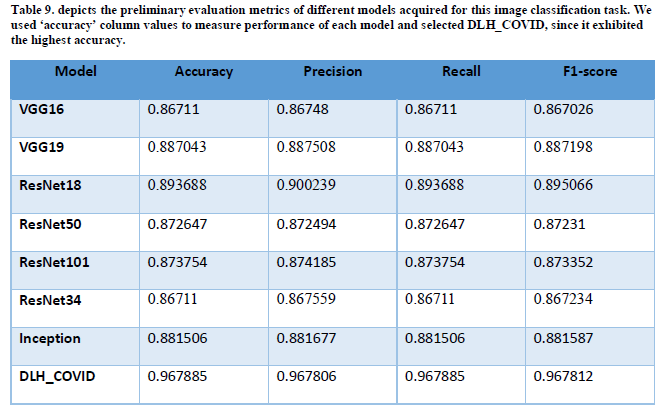 Table 9. depicts the preliminary evaluation metrics of different models acquired for this image classification task. We
used ‘accuracy’ column values to measure performance of each model and selected DLH_COVID, since it exhibited
the highest accuracy.
Model Accuracy Precision Recall F1-score
VGG16 0.86711 0.86748 0.86711 0.867026
VGG19 0.887043 0.887508 0.887043 0.887198
ResNet18 0.893688 0.900239 0.893688 0.895066
ResNet50 0.872647 0.872494 0.872647 0.87231
ResNet101 0.873754 0.874185 0.873754 0.873352
ResNet34 0.86711 0.867559 0.86711 0.867234
Inception 0.881506 0.881677 0.881506 0.881587
DLH_COVID 0.967885 0.967806 0.967885 0.967812